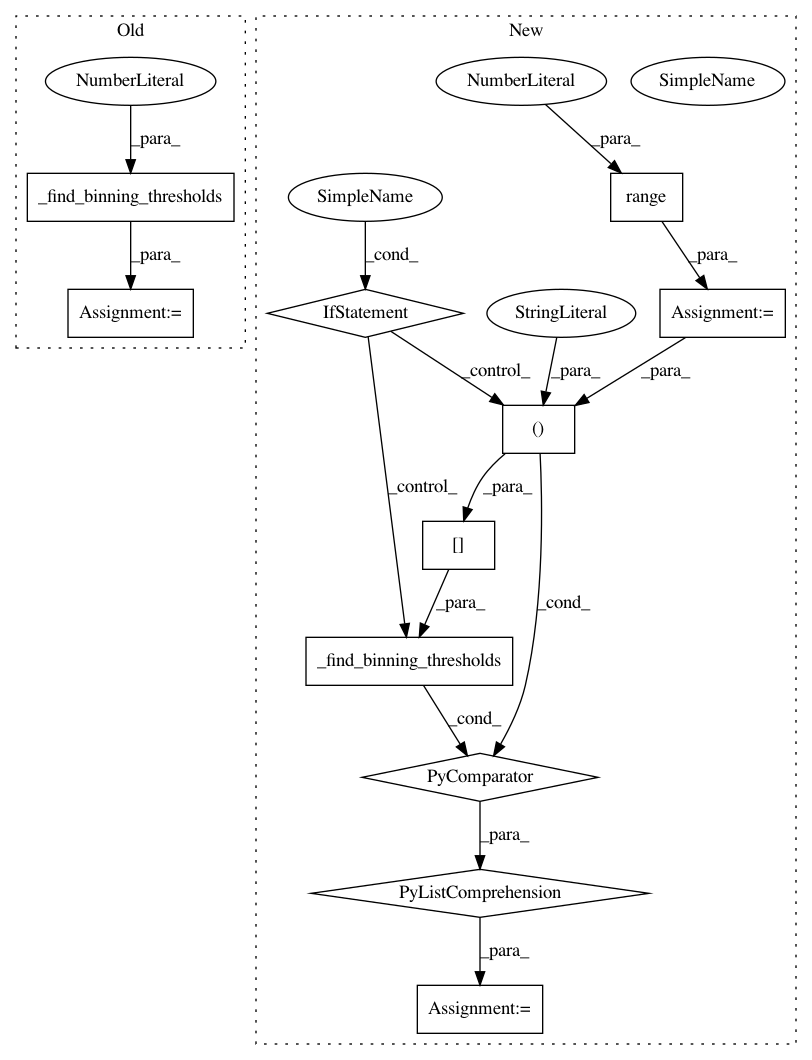 Old
New
NumberLiteral
NumberLiteral
SimpleName
_para_
_para_
_find_binning_thresholds
SimpleName
range
_para_
_cond_
_para_
Assignment:=
IfStatement
StringLiteral
Assignment:=
_control_
_para_
_para_
()
_control_
_para_
[]
_para_
_cond_
_find_binning_thresholds
_cond_
PyComparator
_para_
PyListComprehension
_para_
Assignment:=